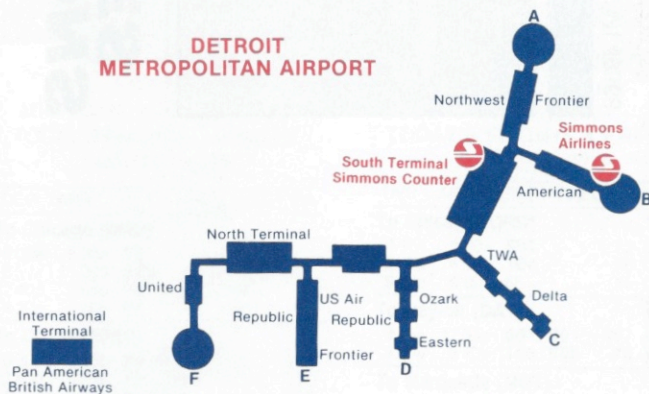 DETROIT
METROPOLITAN AIRPORT
A
Northwest
Frontier
Simmons
Airlines
South Terminal
Simmons Counter
American
B
North Terminal
TWA
United
US Air
Ozark
Delta
Republic
Republic
International
Terminal
Eastern
C
Frontier
Pan American
British Airways
F
E
D